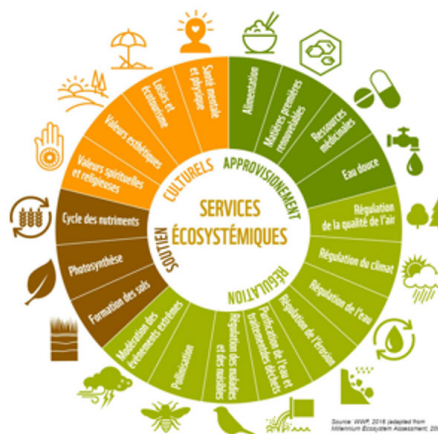 SERVICES
ÉCOSYSTÉMIQUES
CULTURELS
APPROVISIONEMENT
RÉGULATION
SOUTIEN
Alimentation
Matières premières
renouvelables
Ressources
médicinales
Eau douce
Régulation
de la qualité de l'air
Régulation du climat
Régulation de l'eau
Régulation de l'érosion
Purification de l'eau et
traitement des déchets
Régulation des maladies
et des nuisibles
Pollinisation
Modération des
événements extrêmes
Formation des sols
Photosynthèse
Cycle des nutriments
Valeurs spirituelles
et religieuses
Valeurs esthétiques
Loisirs et
écotourisme
Santé mentale
et physique
Source: WWF, 2016 (adapted from
Millennium Ecosystem Assessment,